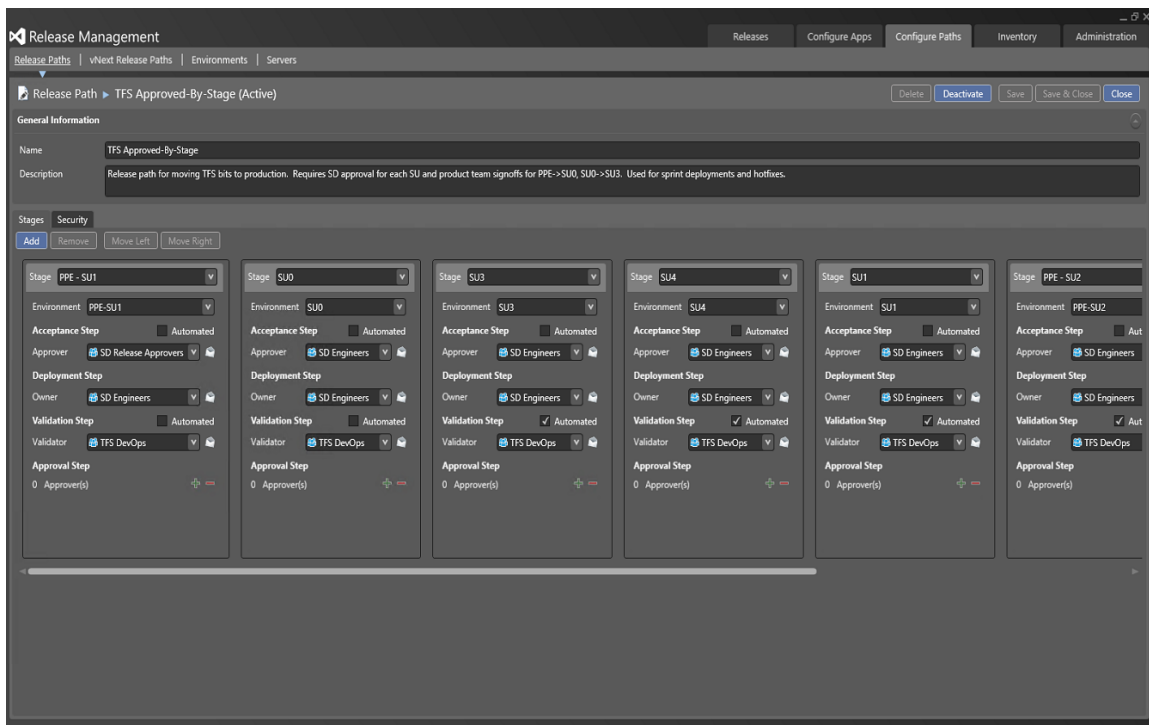 Release Management
Releases
Configure Apps
Configure Paths
Inventory
Administration
Release Paths | vNext Release Paths | Environments | Servers
Release Path ▶ TFS Approved-By-Stage (Active)
Delete
Deactivate
Save
Save & Close
Close
General Information
Name
TFS Approved-By-Stage
Description
Release path for moving TFS bits to production. Requires SD approval for each SU and product team signoffs for PPE->SU0, SU0->SU3. Used for sprint deployments and hotfixes.
Stages
Security
Add
Remove
Move Left
Move Right
Stage PPE - SU1
Environment PPE-SU1
Acceptance Step Automated
Approver SD Release Approvers
Deployment Step
Owner SD Engineers
Validation Step Automated
Validator TFS DevOps
Approval Step
0 Approver(s)
Stage SU0
Environment SU0
Acceptance Step Automated
Approver SD Engineers
Deployment Step
Owner SD Engineers
Validation Step Automated
Validator TFS DevOps
Approval Step
0 Approver(s)
Stage SU3
Environment SU3
Acceptance Step Automated
Approver SD Engineers
Deployment Step
Owner SD Engineers
Validation Step Automated
Validator TFS DevOps
Approval Step
0 Approver(s)
Stage SU4
Environment SU4
Acceptance Step Automated
Approver SD Engineers
Deployment Step
Owner SD Engineers
Validation Step Automated
Validator TFS DevOps
Approval Step
0 Approver(s)
Stage SU1
Environment SU1
Acceptance Step Automated
Approver SD Engineers
Deployment Step
Owner SD Engineers
Validation Step Automated
Validator TFS DevOps
Approval Step
0 Approver(s)
Stage PPE - SU2
Environment PPE-SU2
Acceptance Step Aut
Approver SD Engineers
Deployment Step
Owner SD Engineers
Validation Step Aut
Validator TFS DevOps
Approval Step
0 Approver(s)